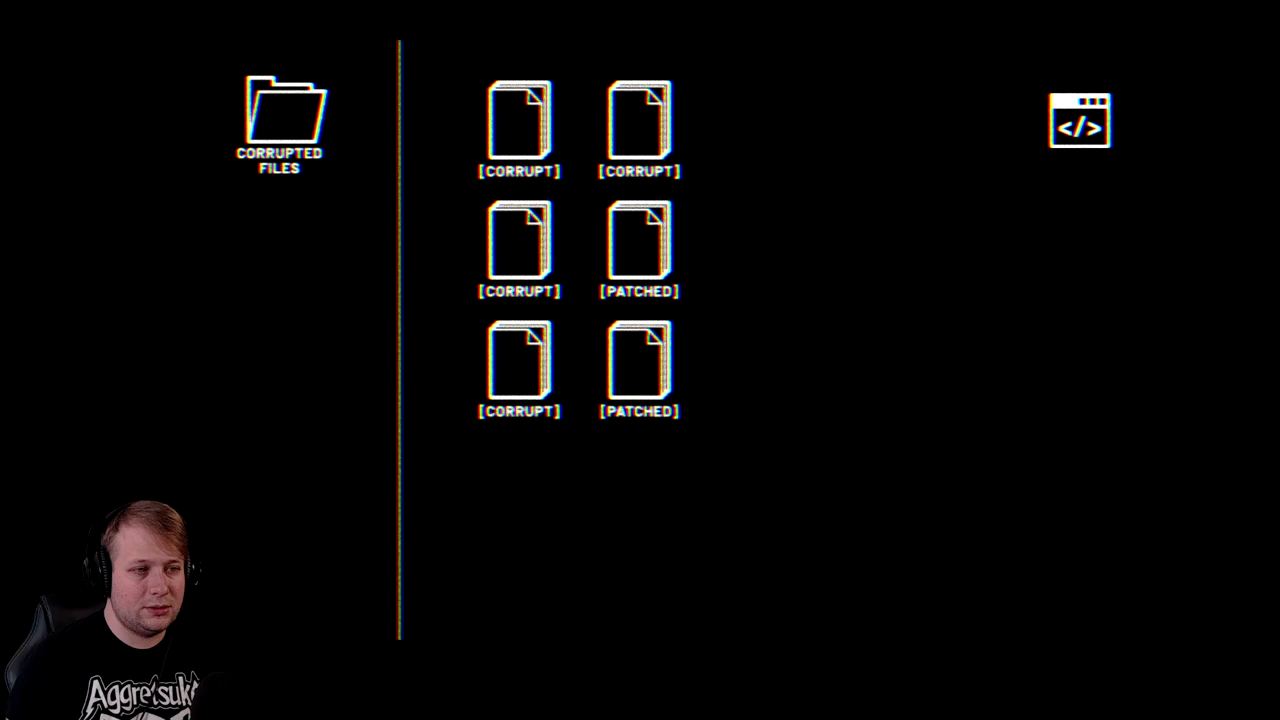 CORRUPTED
FILES
[CORRUPT] [CORRUPT]
</>
[CORRUPT] [PATCHED]
[CORRUPT] [PATCHED]